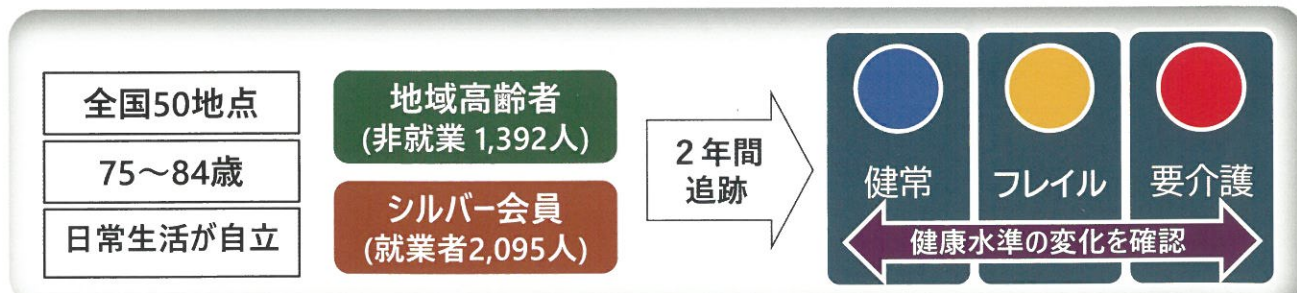 全国50地点
75～84歳
日常生活が自立
地域高齢者
(非就業 1,392人)
シルバー会員
(就業者2,095人)
２年間
追跡
健常
フレイル
要介護
健康水準の変化を確認